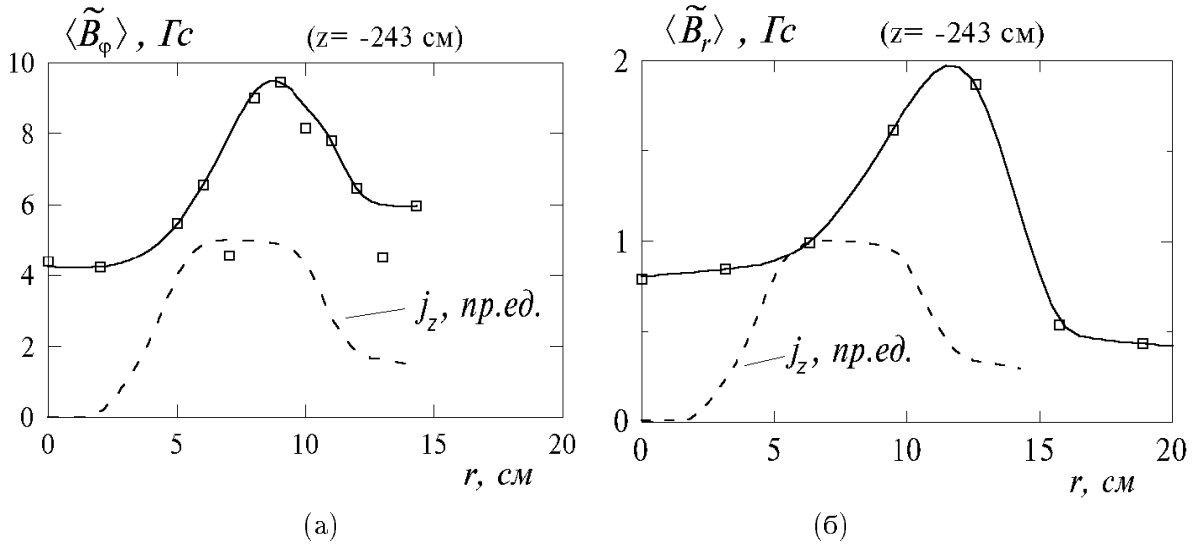 ⟨B̃φ⟩ , Гс (z= -243 см)
10
8
6
4
2
0
0 5 10 15 20
jz, пр.ед.
r, см
(а)
⟨B̃r⟩ , Гс (z= -243 см)
2
1
0
0 5 10 15 20
jz, пр.ед.
r, см
(б)